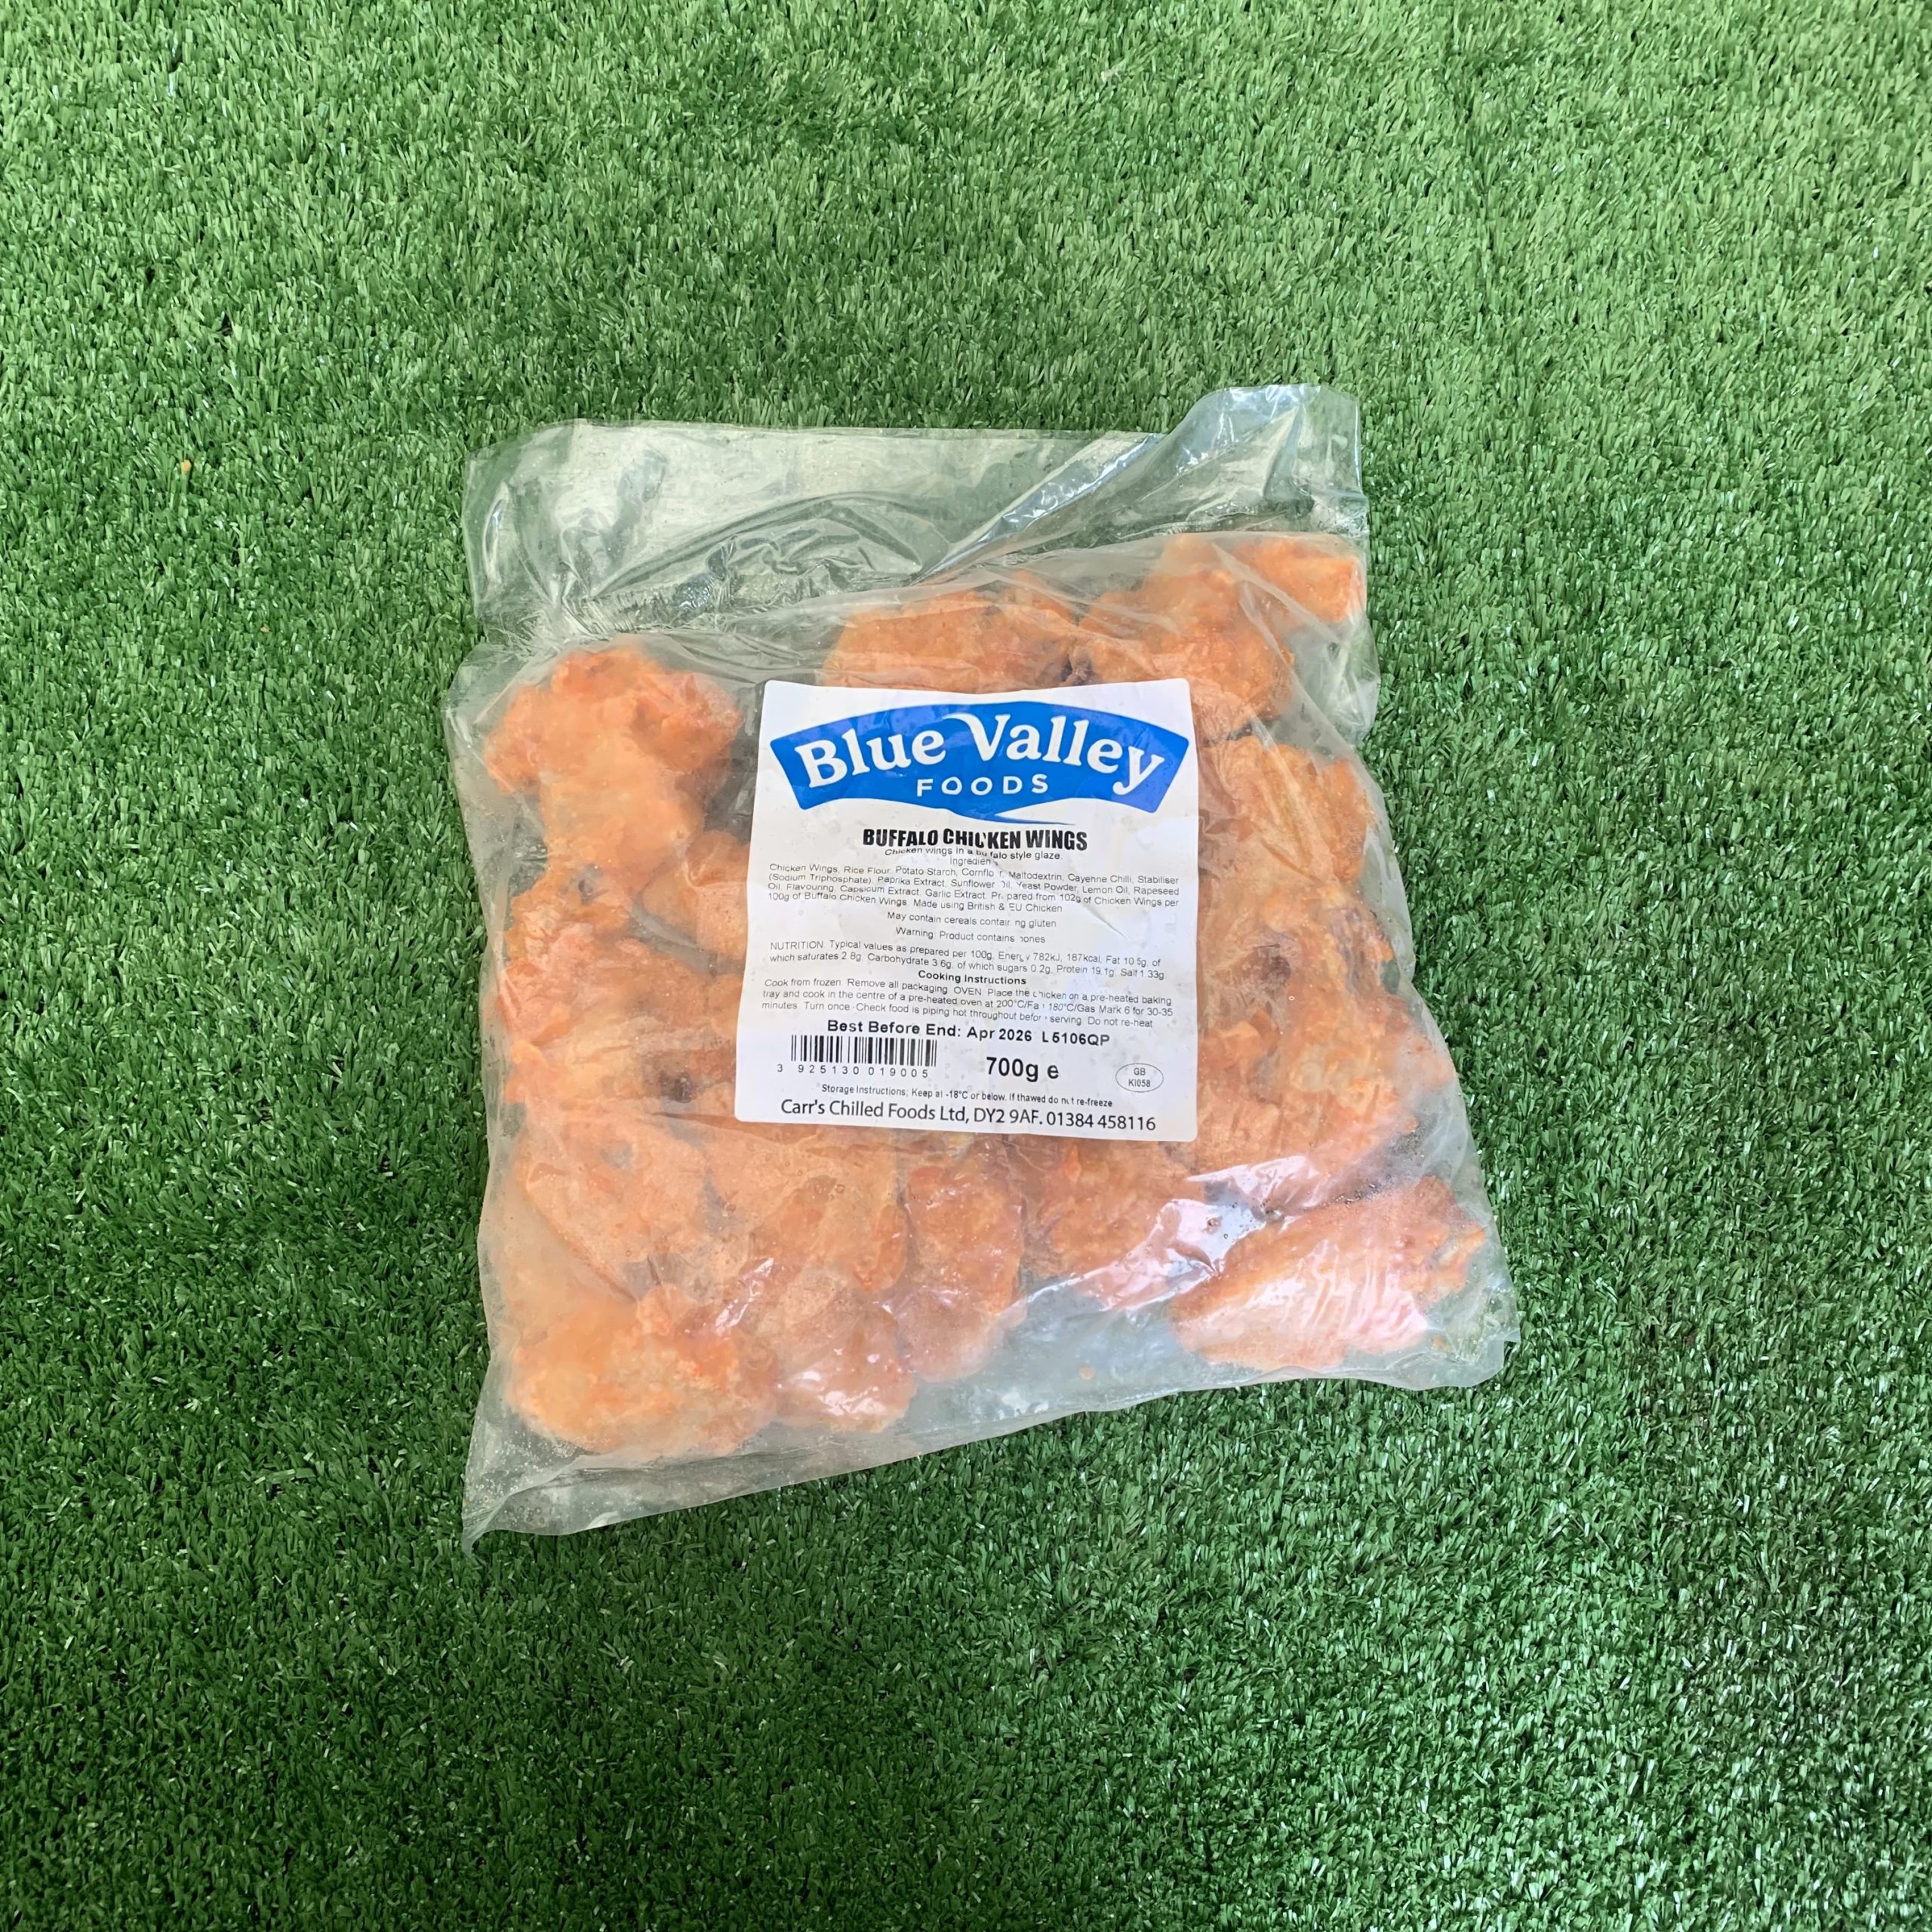 Blue Valley
FOODS
BUFFALO CHICKEN WINGS
Chicken wings in a buffalo style glaze.
Ingredien s
Chicken Wings, Rice Flour, Potato Starch, Cornflo r, Maltodextrin, Cayenne Chilli, Stabiliser
(Sodium Triphosphate), Paprika Extract, Sunflower Oil, Yeast Powder, Lemon Oil, Rapeseed
Oil, Flavouring, Capsicum Extract, Garlic Extract. Prepared from 102g of Chicken Wings per
100g of Buffalo Chicken Wings. Made using British & EU Chicken
May contain cereals containing gluten
Warning: Product contains bones
NUTRITION: Typical values as prepared per 100g. Energy 782kJ, 187kcal, Fat 10.5g, of
which saturates 2.8g. Carbohydrate 3.6g, of which sugars 0.2g. Protein 19.1g. Salt 1.33g
Cooking Instructions
Cook from frozen. Remove all packaging. OVEN: Place the chicken on a pre-heated baking
tray and cook in the centre of a pre-heated oven at 200°C/Fan 180°C/Gas Mark 6 for 30-35
minutes. Turn once. Check food is piping hot throughout before serving. Do not re-heat
Best Before End: Apr 2026 L5106QP
3 925130 019005
700g e
GB
KI058
Storage Instructions; Keep at -18°C or below. If thawed do not re-freeze
Carr's Chilled Foods Ltd, DY2 9AF. 01384 458116